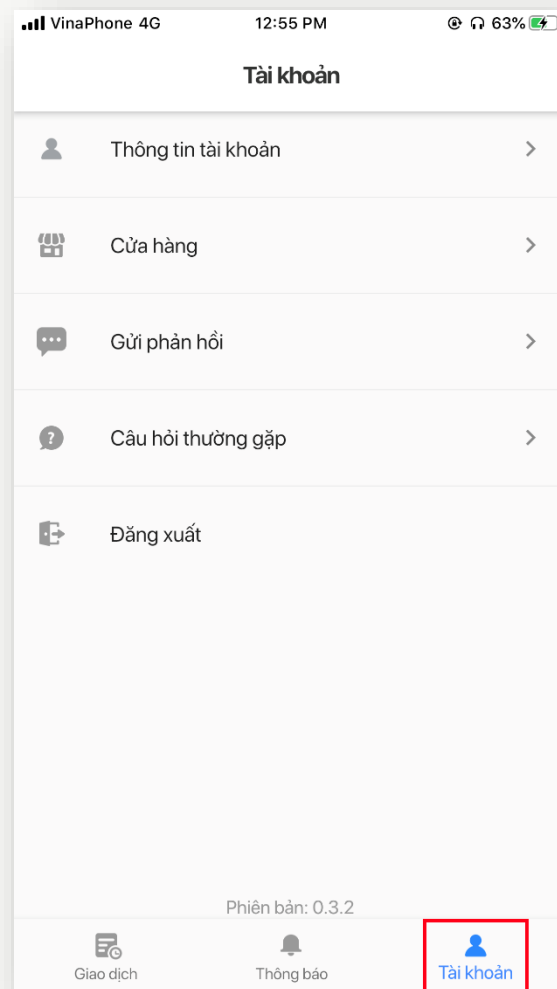 VinaPhone 4G 12:55 PM 63%
Tài khoản
Thông tin tài khoản
Cửa hàng
Gửi phản hồi
Câu hỏi thường gặp
Đăng xuất
Phiên bản: 0.3.2
Giao dịch Thông báo Tài khoản